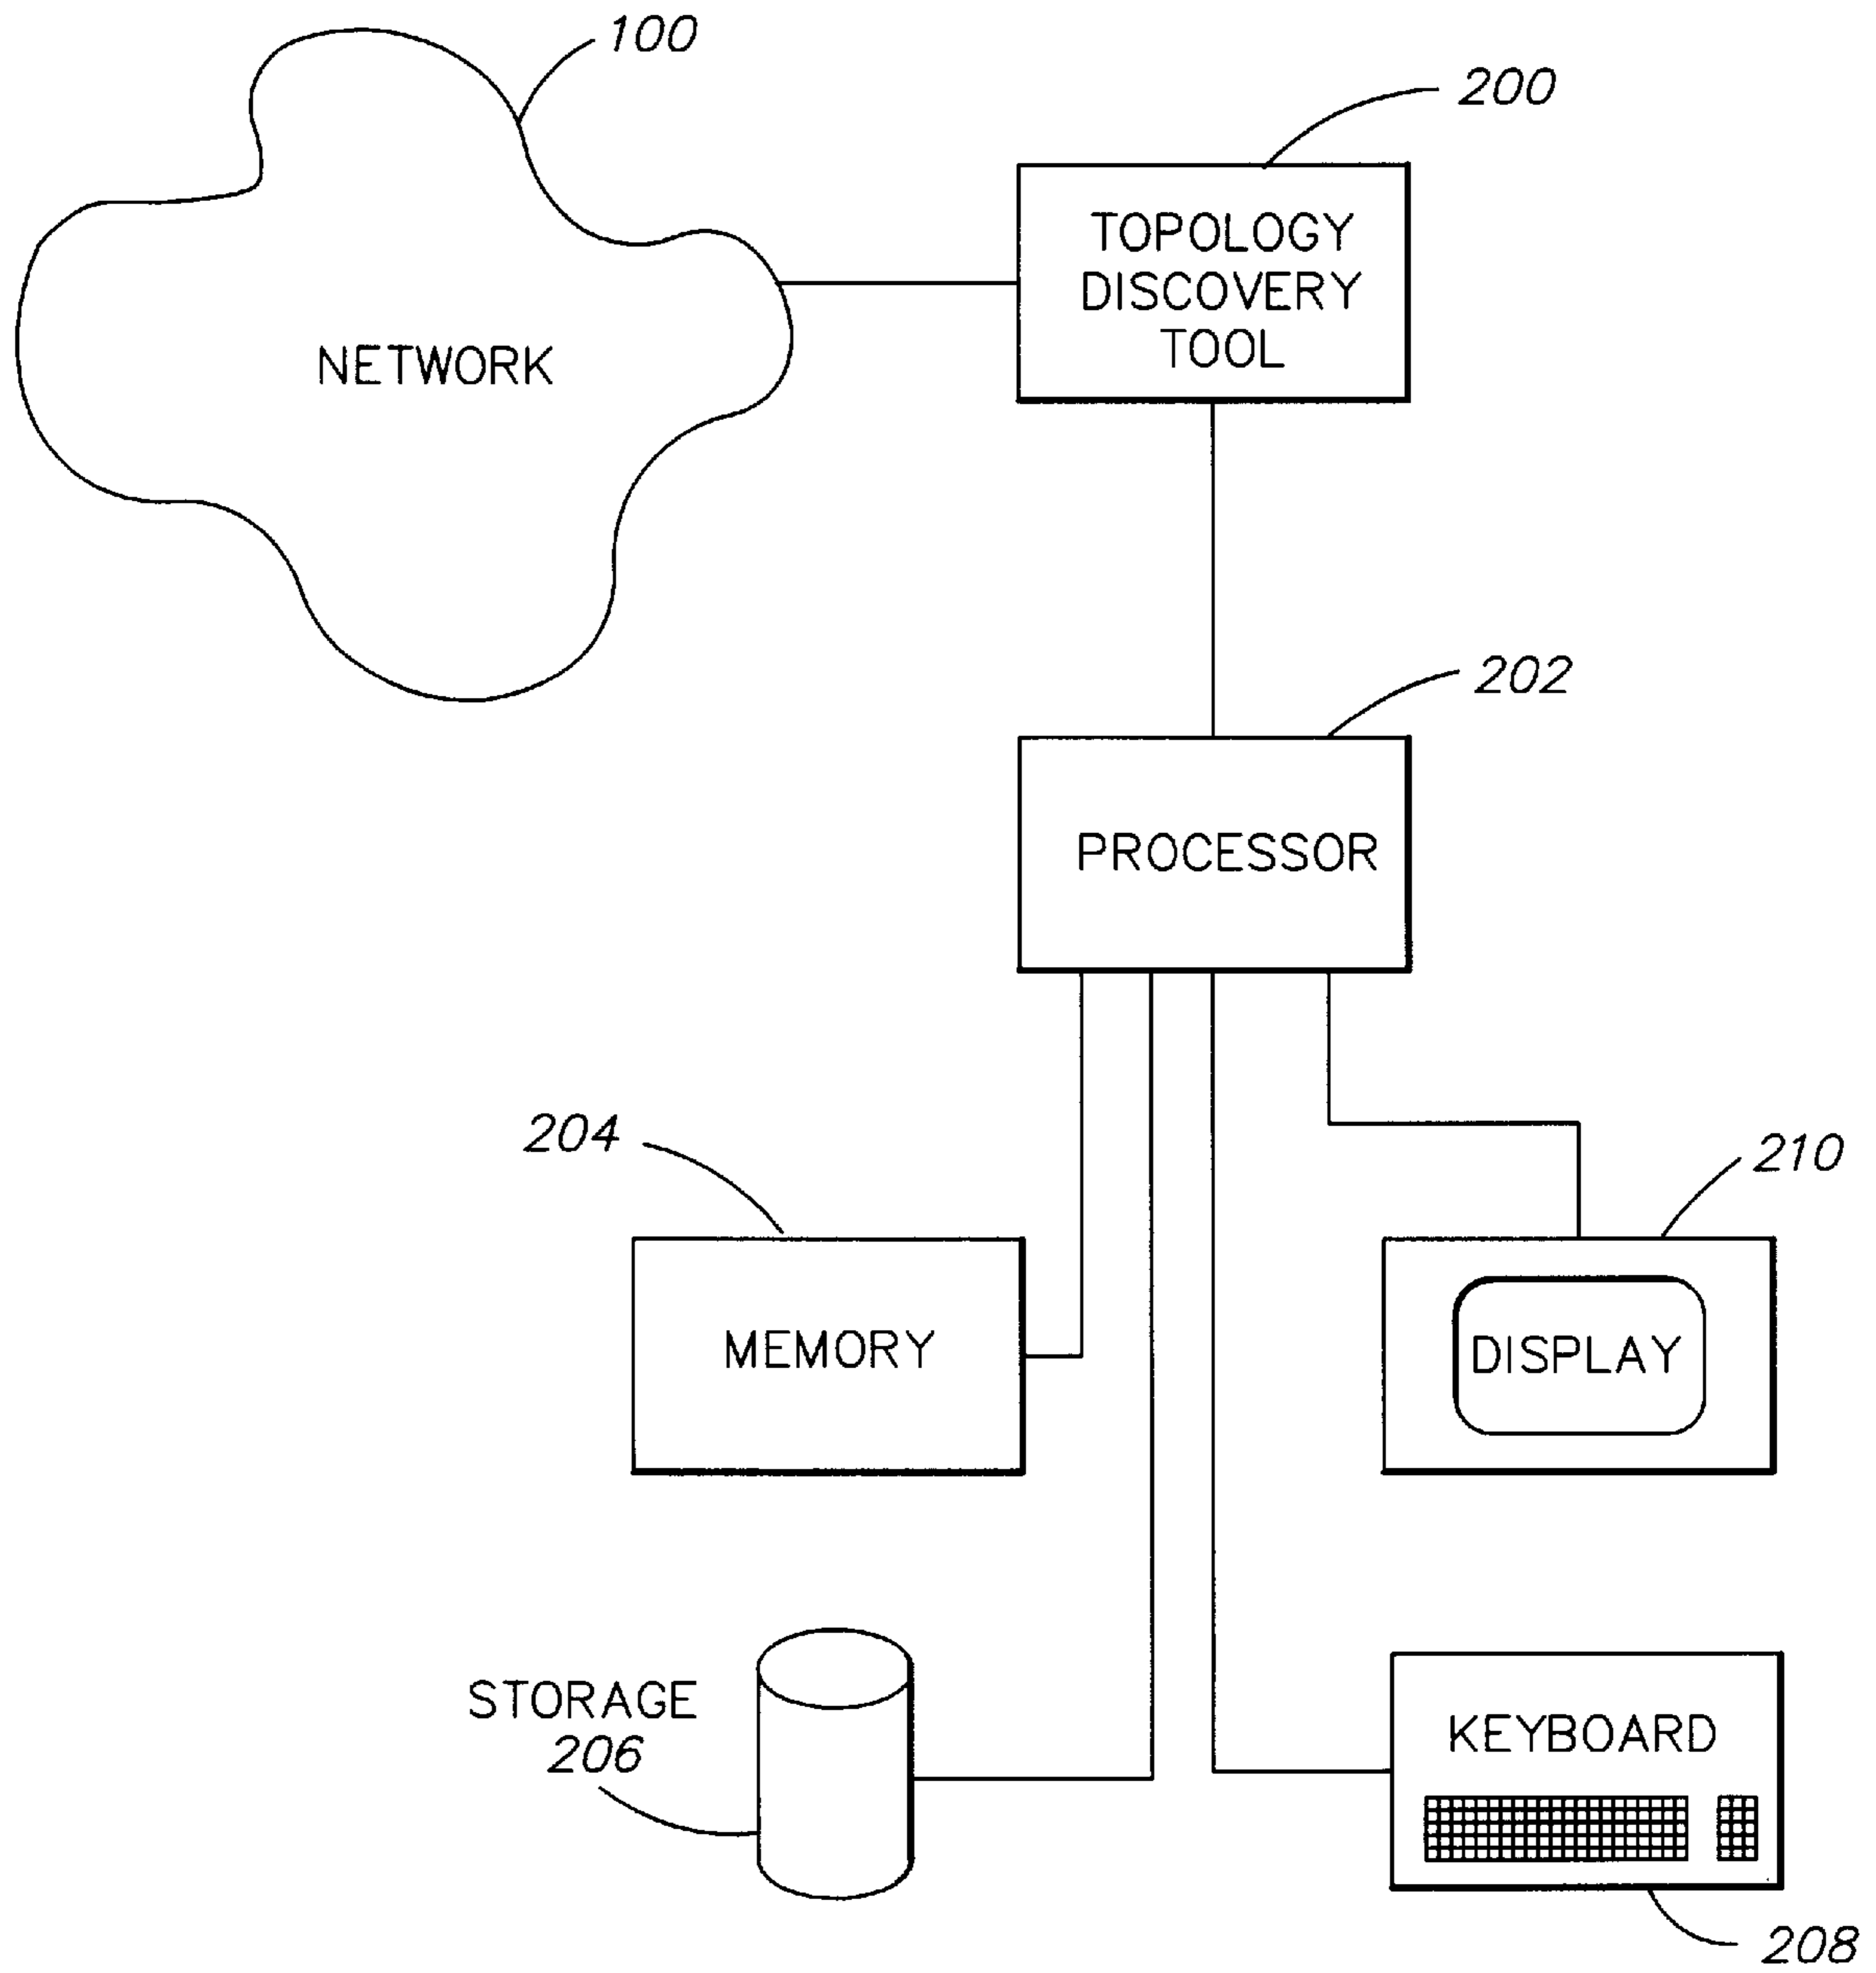 100
200
TOPOLOGY
DISCOVERY
TOOL
NETWORK
202
PROCESSOR
204
210
MEMORY
DISPLAY
STORAGE
206
KEYBOARD
208